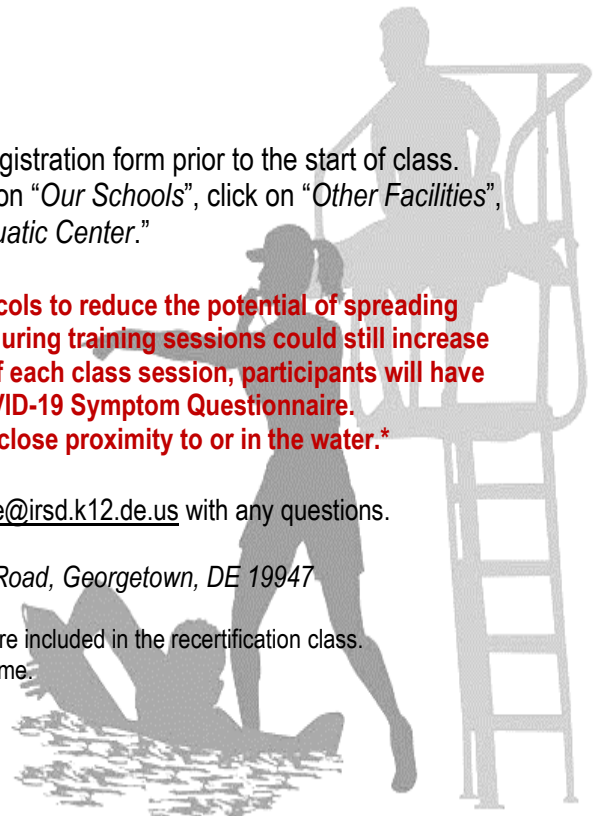 gistration form prior to the start of class.
on “Our Schools”, click on “Other Facilities”,
uatic Center.”
cols to reduce the potential of spreading
uring training sessions could still increase
f each class session, participants will have
VID-19 Symptom Questionnaire.
close proximity to or in the water.*
e@irsd.k12.de.us with any questions.
Road, Georgetown, DE 19947
re included in the recertification class.
me.